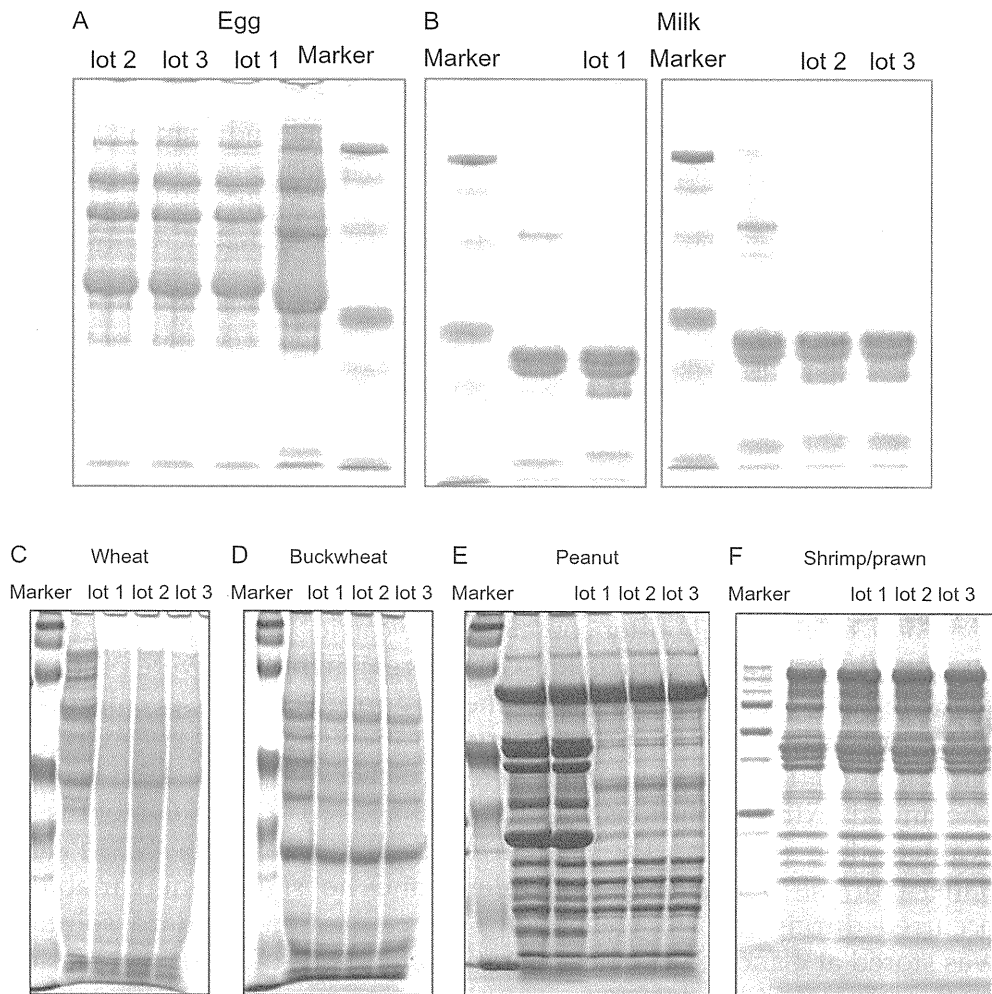 A Egg B Milk
lot 2 lot 3 lot 1 Marker Marker lot 1 Marker lot 2 lot 3
C Wheat D Buckwheat E Peanut F Shrimp/prawn
Marker lot 1 lot 2 lot 3 Marker lot 1 lot 2 lot 3 Marker lot 1 lot 2 lot 3 Marker lot 1 lot 2 lot 3